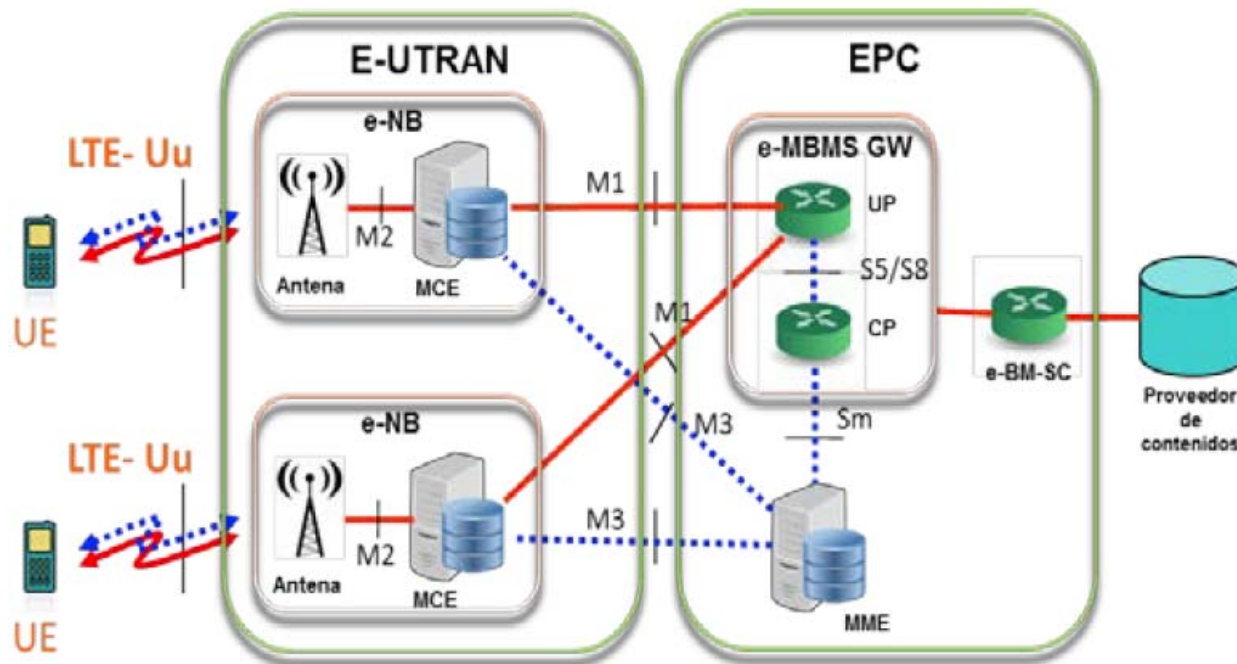 E-UTRAN
EPC
LTE- Uu
UE
e-NB
Antena
M2
MCE
M1
e-MBMS GW
UP
S5/S8
CP
e-BM-SC
Proveedor
de
contenidos
M1
M3
Sm
LTE- Uu
UE
e-NB
Antena
M2
MCE
M3
MME